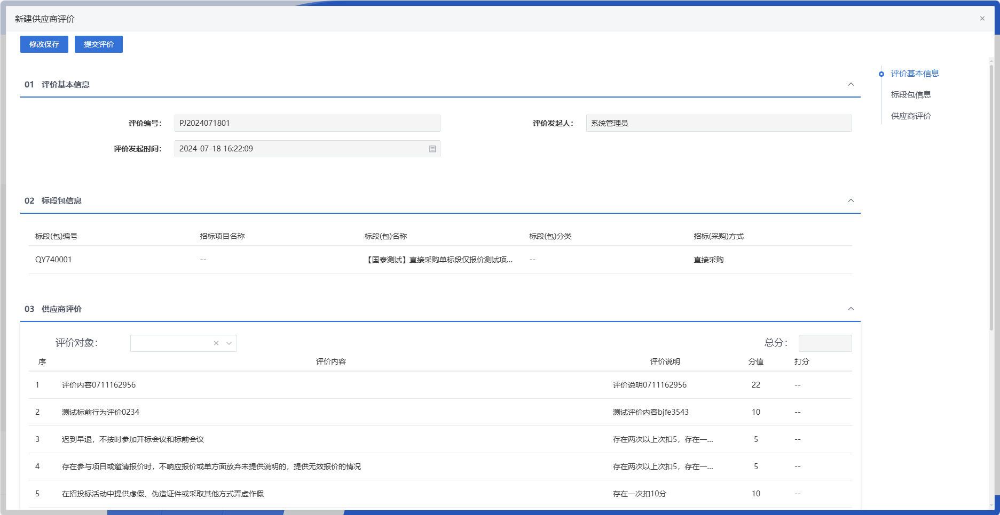 新建供应商评价
修改保存 提交评价
01 评价基本信息
评价基本信息
标段包信息
供应商评价
评价编号： PJ2024071801 评价发起人： 系统管理员
评价发起时间： 2024-07-18 16:22:09
02 标段包信息
标段(包)编号 招标项目名称 标段(包)名称 标段(包)分类 招标(采购)方式
QY740001 -- 【国泰测试】直接采购单标段仅报价测试项... -- 直接采购
03 供应商评价
评价对象： 总分：
序 评价内容 评价说明 分值 打分
1 评价内容0711162956 评价说明0711162956 22 --
2 测试标前行为评价0234 测试评价内容bjfe3543 10 --
3 迟到早退，不按时参加开标会议和标前会议 存在两次以上次扣5，存在一... 5 --
4 存在参与项目或邀请报价时，不响应报价或单方面放弃未提供说明的，提供无效报价的情况 存在两次以上次扣5，存在一... 5 --
5 在招投标活动中提供虚假、伪造证件或采取其他方式弄虚作假 存在一次扣10分 10 --